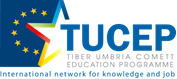 TUCEP
TIBER UMBRIA COMETT
EDUCATION PROGRAMME
International network for knowledge and job